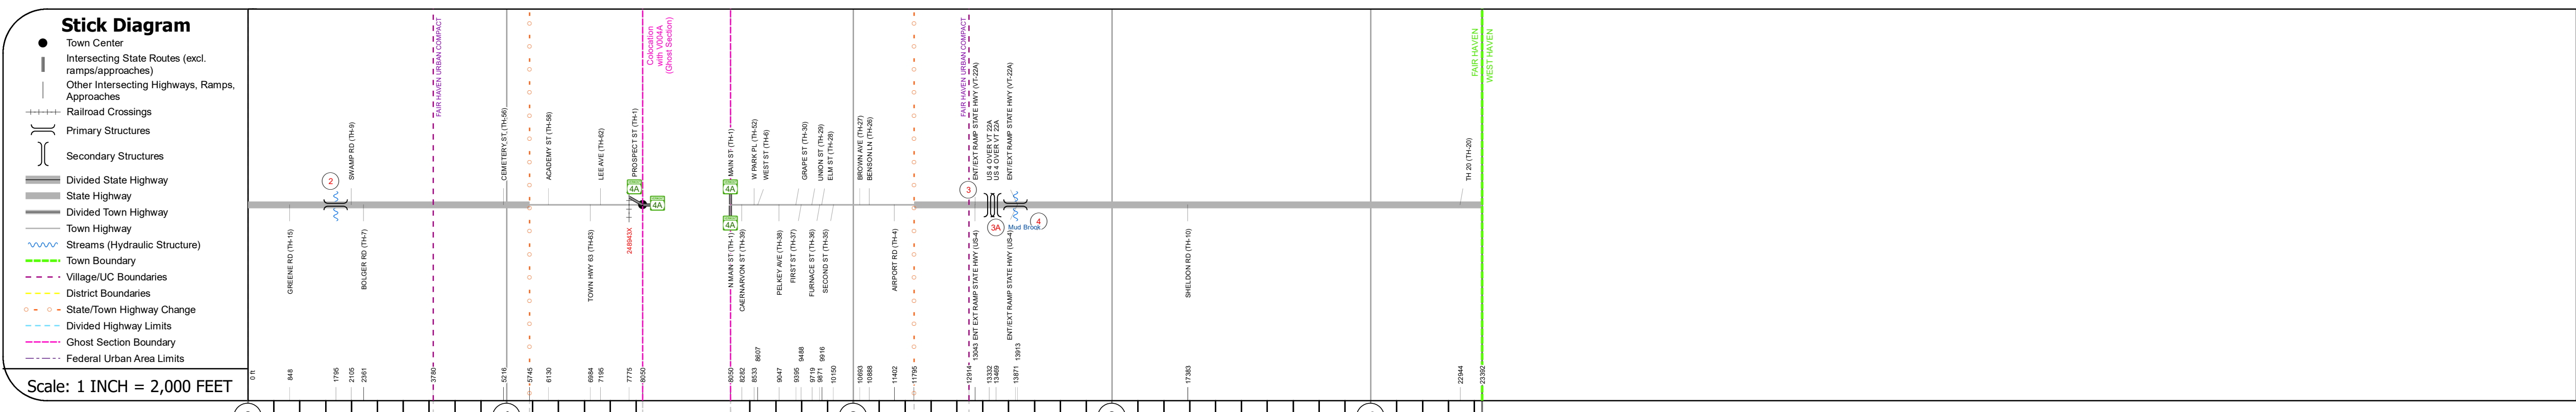 Stick Diagram
Town Center
Intersecting State Routes (excl.
ramps/approaches)
Other Intersecting Highways, Ramps,
Approaches
Railroad Crossings
Primary Structures
Secondary Structures
Divided State Highway
State Highway
Divided Town Highway
Town Highway
Streams (Hydraulic Structure)
Town Boundary
Village/UC Boundaries
District Boundaries
State/Town Highway Change
Divided Highway Limits
Ghost Section Boundary
Federal Urban Area Limits
Scale: 1 INCH = 2,000 FEET
FAIR HAVEN URBAN COMPACT
Colocation
with V004A
(Ghost Section)
FAIR HAVEN URBAN COMPACT
FAIR HAVEN
WEST HAVEN
2
SWAMP RD (TH-9)
CEMETERY ST (TH-56)
ACADEMY ST (TH-58)
LEE AVE (TH-62)
PROSPECT ST (TH-1)
MAIN ST (TH-1)
W PARK PL (TH-52)
WEST ST (TH-6)
GRAPE ST (TH-30)
UNION ST (TH-29)
ELM ST (TH-28)
BROWN AVE (TH-27)
BENSON LN (TH-26)
3
ENT/EXT RAMP STATE HWY (VT-22A)
US 4 OVER VT 22A
US 4 OVER VT 22A
ENT/EXT RAMP STATE HWY (VT-22A)
TH 20 (TH-20)
4A
4A
4A
4A
GREENE RD (TH-15)
BOLGER RD (TH-7)
TOWN HWY 63 (TH-63)
248943X
N MAIN ST (TH-1)
CAERNARVON ST (TH-39)
PELKEY AVE (TH-38)
FIRST ST (TH-37)
FURNACE ST (TH-36)
SECOND ST (TH-35)
AIRPORT RD (TH-4)
ENT EXT RAMP STATE HWY (US-4)
3A
Mud Brook
4
ENT/EXT RAMP STATE HWY (US-4)
SHELDON RD (TH-10)
0 ft
848
1795
2105
2361
3780
5216
5745
6130
6984
7195
7775
8050
8050
8282
8533
8607
9047
9395
9488
9719
9871
9916
10150
10693
10888
11402
11795
12914
13043
13332
13469
13871
13913
17383
22944
23392